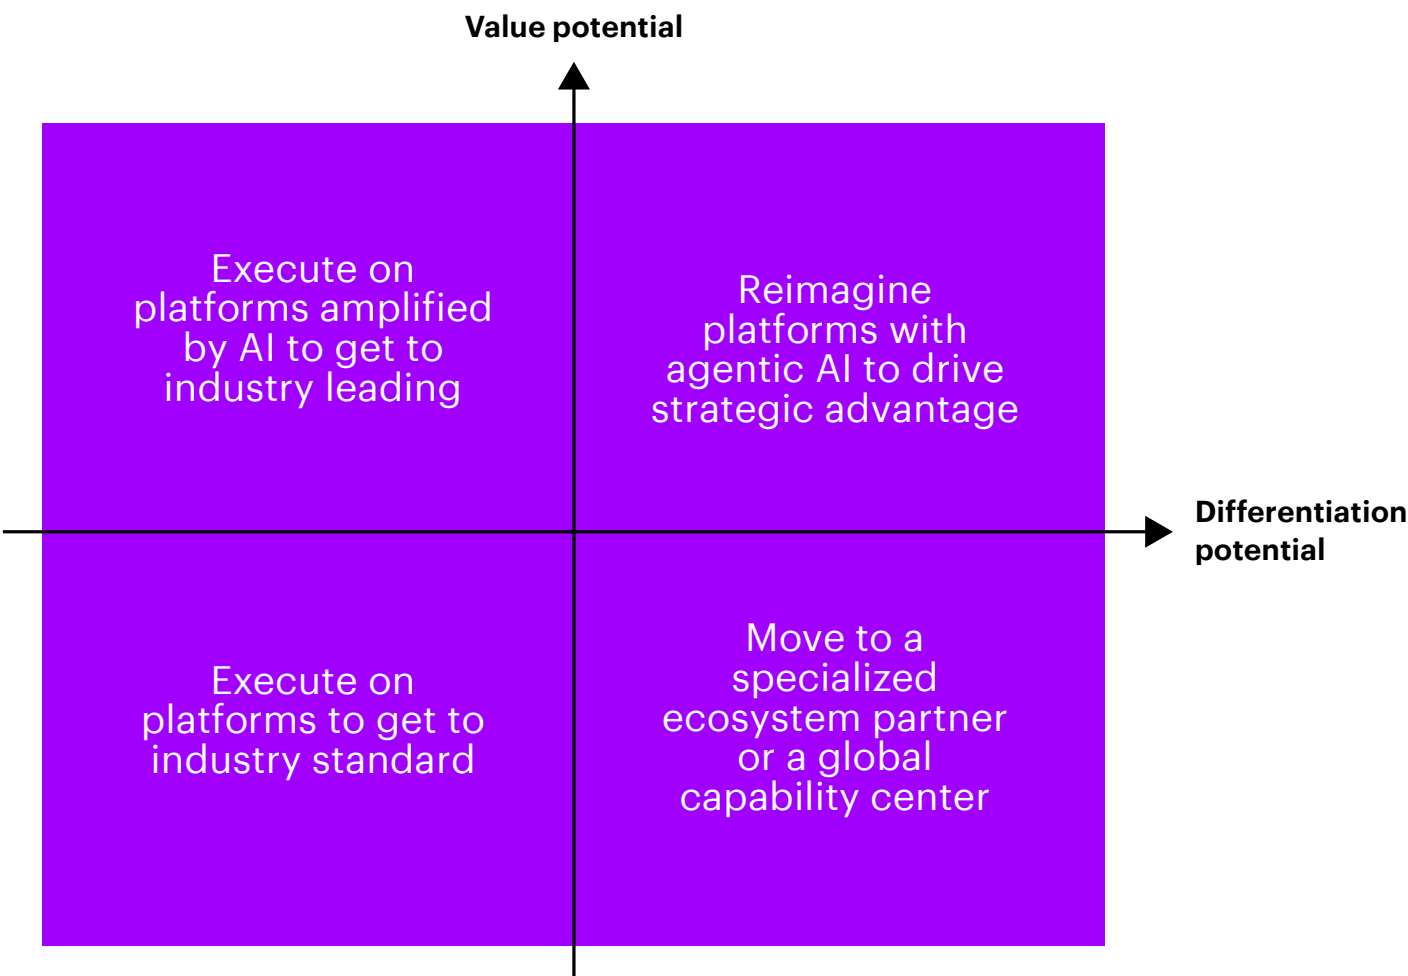 Value potential
Execute on
platforms amplified
by AI to get to
industry leading
Reimagine
platforms with
agentic AI to drive
strategic advantage
Differentiation
potential
Execute on
platforms to get to
industry standard
Move to a
specialized
ecosystem partner
or a global
capability center